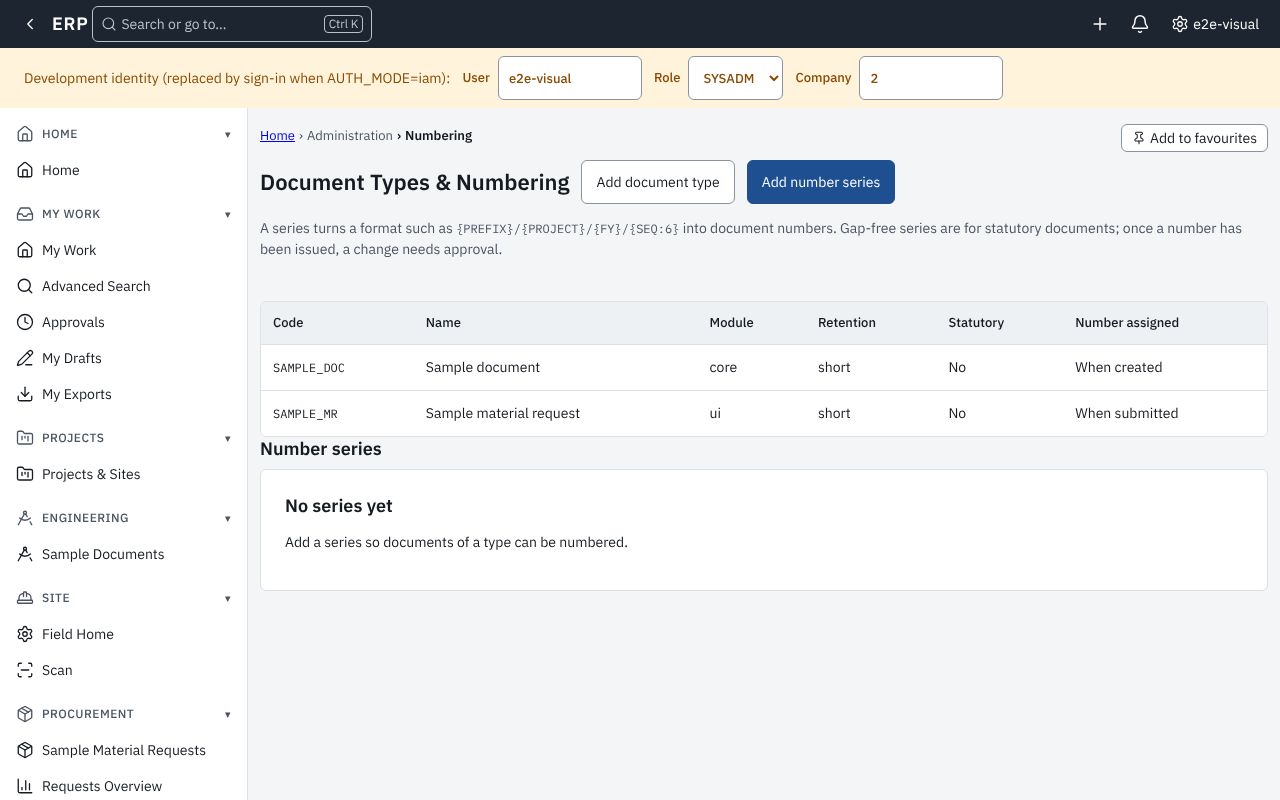 ERP
Search or go to...
Ctrl K
e2e-visual
Development identity (replaced by sign-in when AUTH_MODE=iam):
User
e2e-visual
Role
SYSADM
Company
2
HOME
Home
MY WORK
My Work
Advanced Search
Approvals
My Drafts
My Exports
PROJECTS
Projects & Sites
ENGINEERING
Sample Documents
SITE
Field Home
Scan
PROCUREMENT
Sample Material Requests
Requests Overview
Home › Administration › Numbering
Add to favourites
Document Types & Numbering
Add document type
Add number series
A series turns a format such as {PREFIX}/{PROJECT}/{FY}/{SEQ:6} into document numbers. Gap-free series are for statutory documents; once a number has
been issued, a change needs approval.
Code Name Module Retention Statutory Number assigned
SAMPLE_DOC Sample document core short No When created
SAMPLE_MR Sample material request ui short No When submitted
Number series
No series yet
Add a series so documents of a type can be numbered.